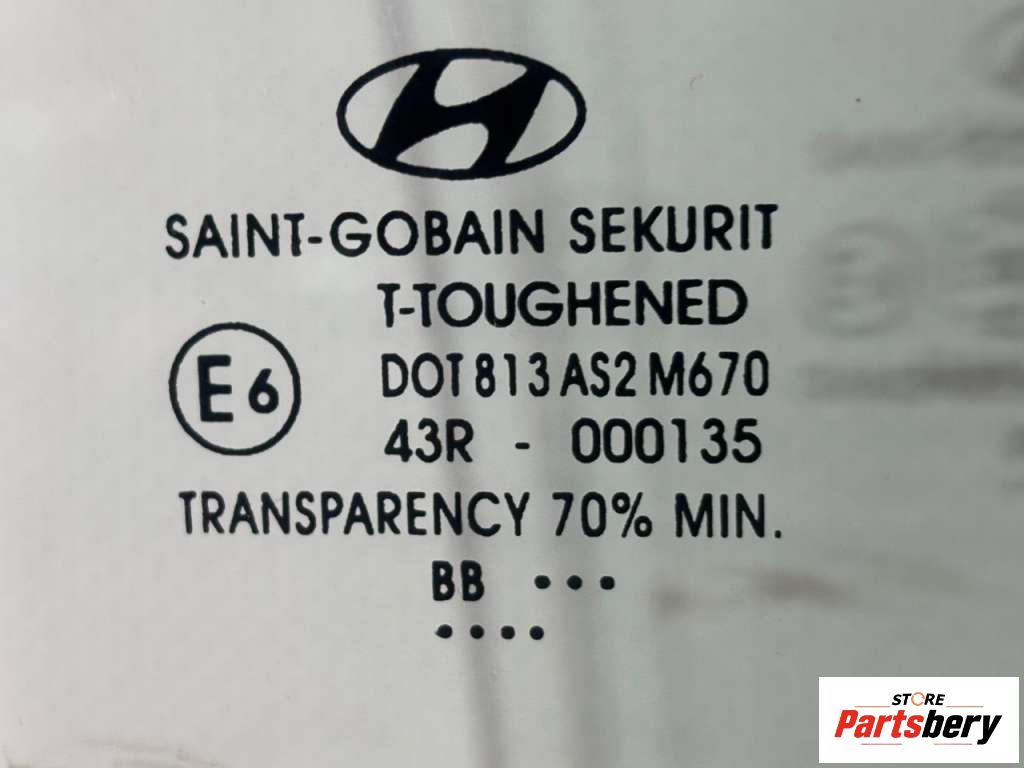 SAINT-GOBAIN SEKURIT
T-TOUGHENED
E6
DOT 813 AS2 M670
43R - 000135
TRANSPARENCY 70% MIN.
BB •••
••••
STORE
Partsbery